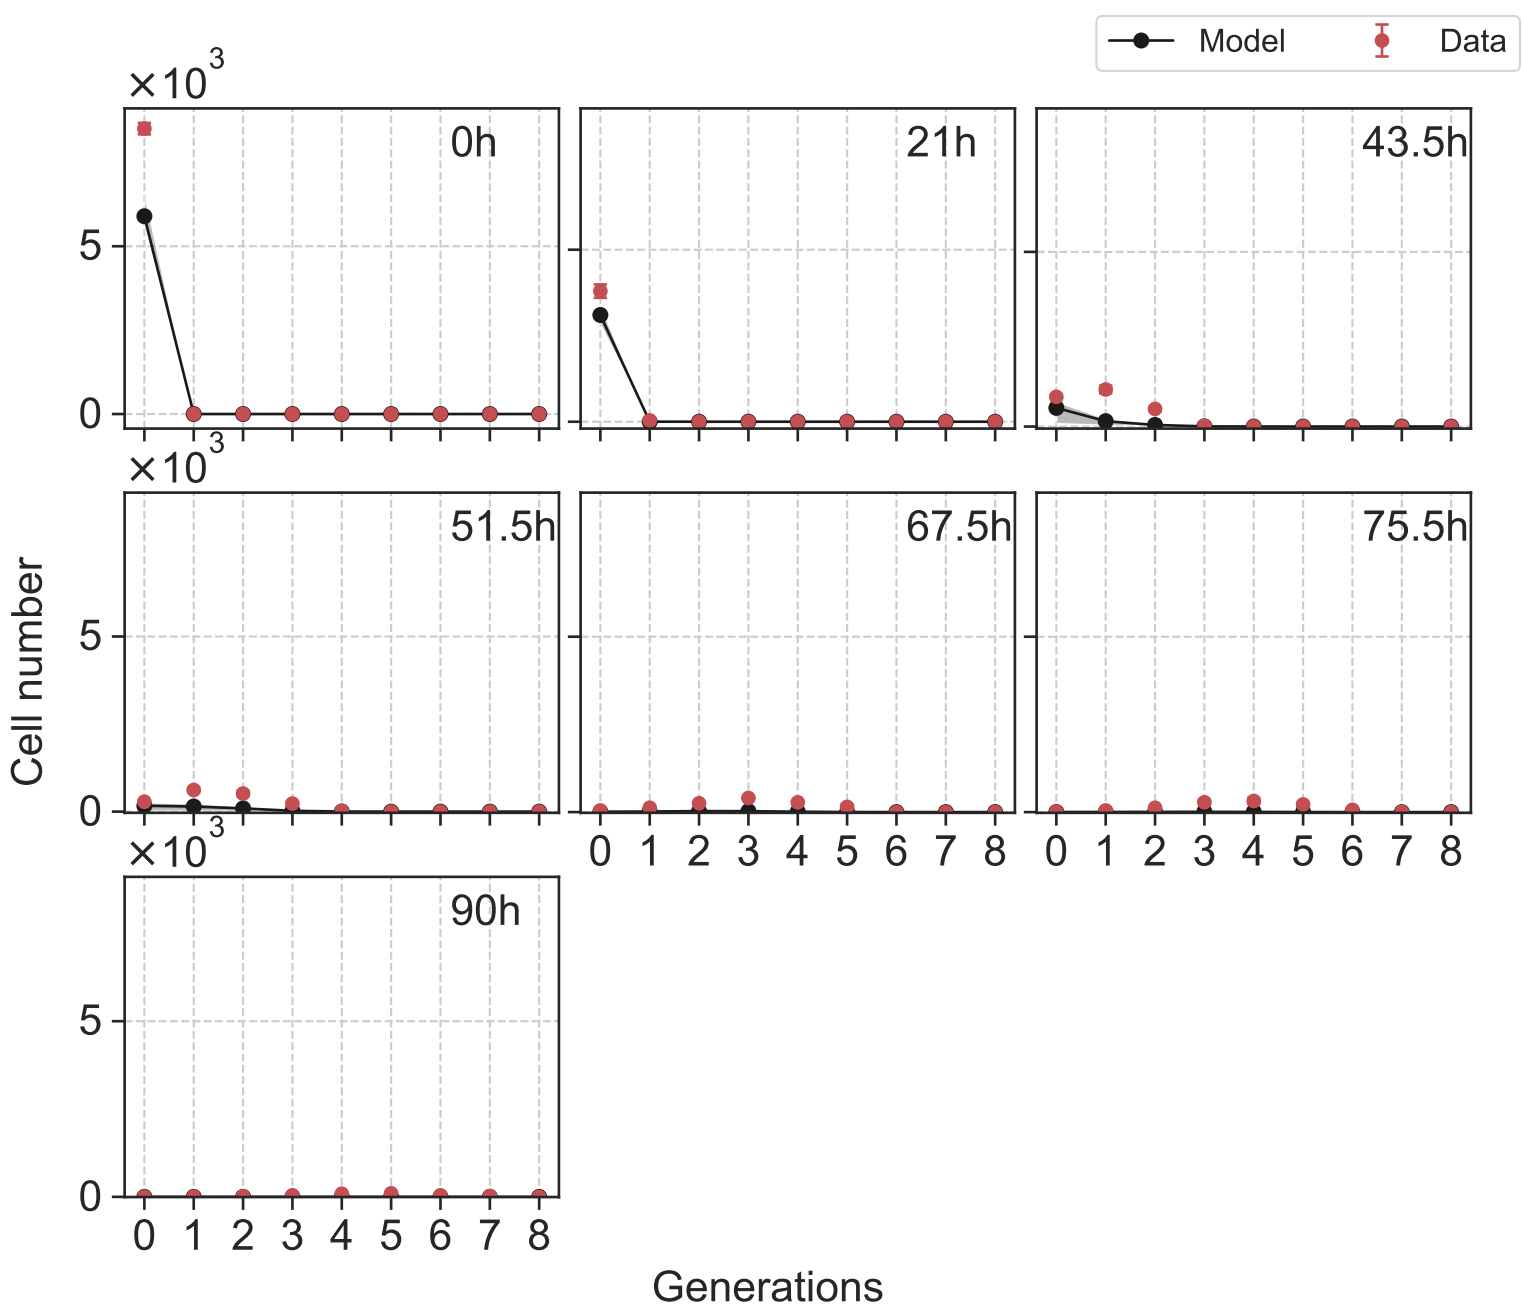 Model Data
×10³
0h 21h 43.5h
5
0
×10³
51.5h 67.5h 75.5h
5
0
0 1 2 3 4 5 6 7 8 0 1 2 3 4 5 6 7 8
×10³
90h
5
0
0 1 2 3 4 5 6 7 8
Cell number
Generations